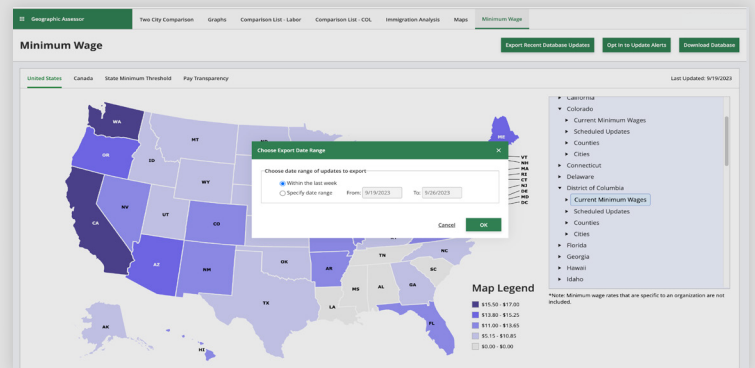 Geographic Assessor
Two City Comparison
Graphs
Comparison List - Labor
Comparison List - COL
Immigration Analysis
Maps
Minimum Wage
Minimum Wage
Export Recent Database Updates
Opt In to Update Alerts
Download Database
United States
Canada
State Minimum Threshold
Pay Transparency
Last Updated: 9/19/2023
Choose Export Date Range
Choose date range of updates to export
Within the last week
Specify date range
From: 9/19/2023
To: 9/26/2023
Cancel
OK
WA
OR
CA
NV
ID
MT
WY
UT
CO
AZ
NM
TX
OK
AR
LA
MS
AL
TN
GA
SC
NC
FL
ME
AK
HI
VT
NH
MA
RI
CT
NJ
DE
MD
DC
Map Legend
$15.50 - $17.00
$13.80 - $15.25
$11.00 - $13.65
$5.15 - $10.85
$0.00 - $0.00
California
Colorado
Current Minimum Wages
Scheduled Updates
Counties
Cities
Connecticut
Delaware
District of Columbia
Current Minimum Wages
Scheduled Updates
Counties
Cities
Florida
Georgia
Hawaii
Idaho
*Note: Minimum wage rates that are specific to an organization are not
included.